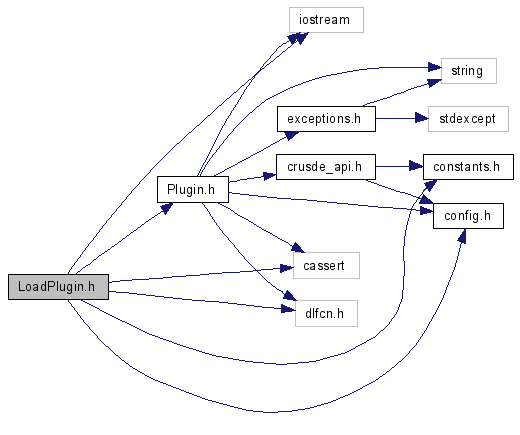 iostream
string
exceptions.h
stdexcept
crusde_api.h
constants.h
Plugin.h
config.h
cassert
LoadPlugin.h
dlfcn.h